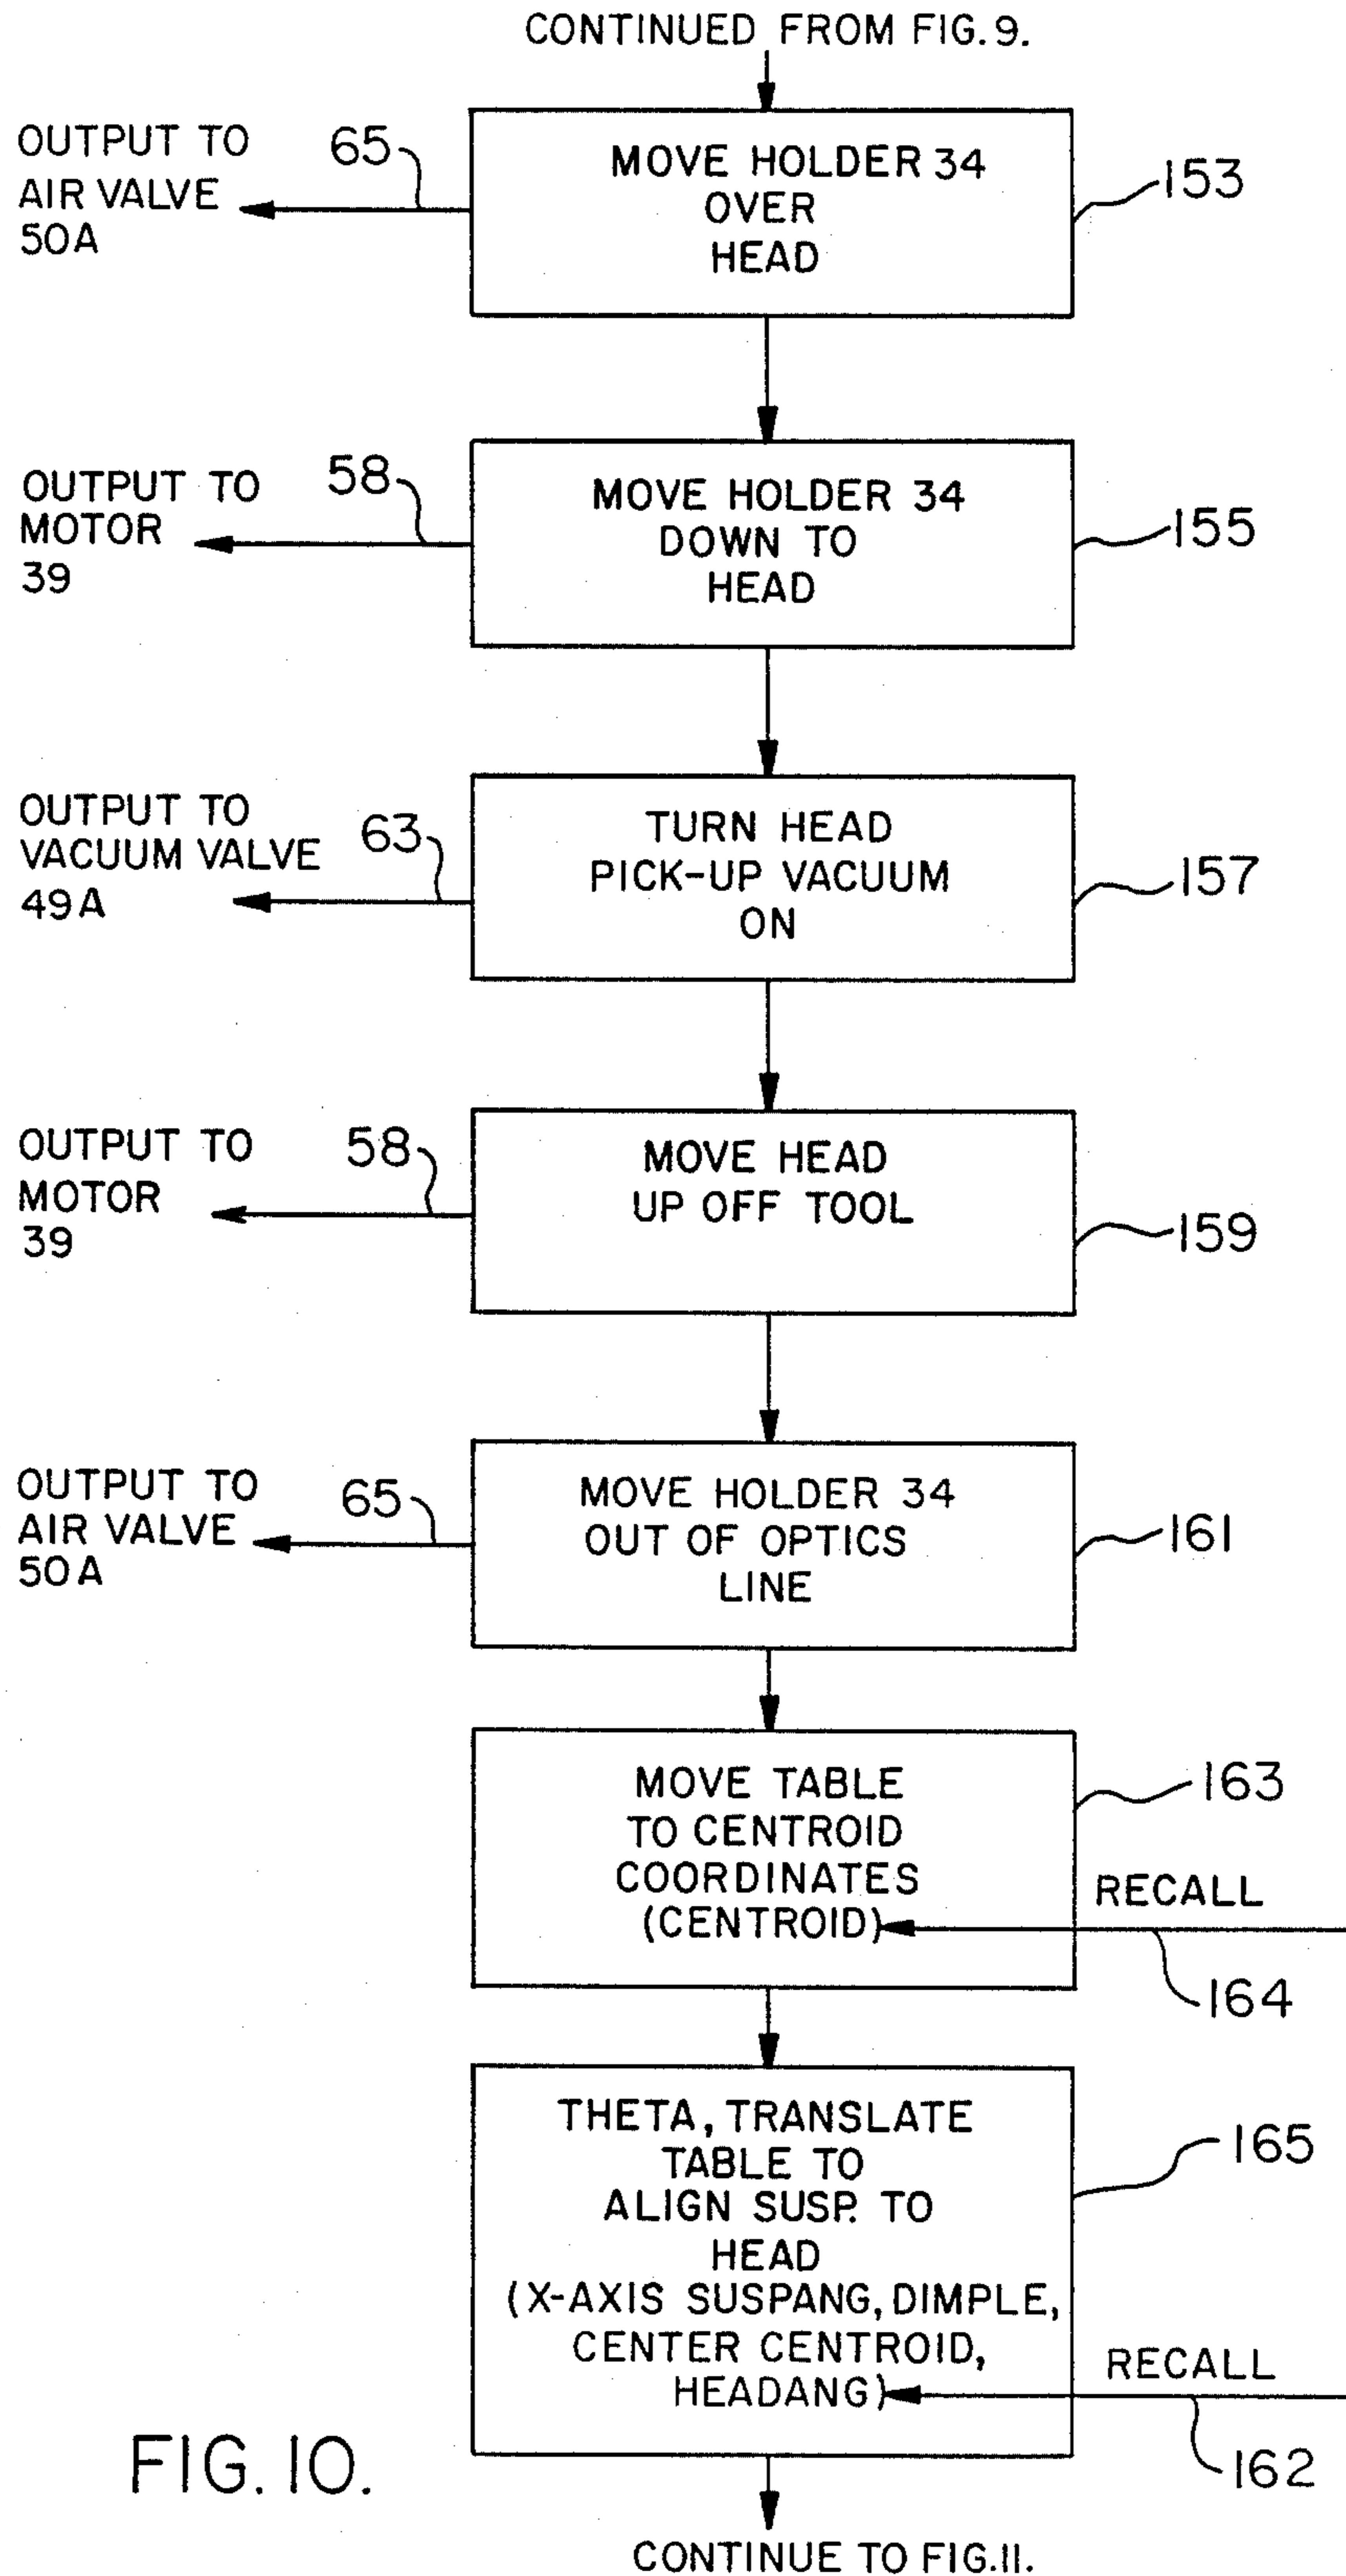 CONTINUED FROM FIG. 9.
OUTPUT TO
AIR VALVE
50A
65
MOVE HOLDER 34
OVER
HEAD
153
OUTPUT TO
MOTOR
39
58
MOVE HOLDER 34
DOWN TO
HEAD
155
OUTPUT TO
VACUUM VALVE
49A
63
TURN HEAD
PICK-UP VACUUM
ON
157
OUTPUT TO
MOTOR
39
58
MOVE HEAD
UP OFF TOOL
159
OUTPUT TO
AIR VALVE
50A
65
MOVE HOLDER 34
OUT OF OPTICS
LINE
161
MOVE TABLE
TO CENTROID
COORDINATES
(CENTROID)
163
RECALL
164
THETA, TRANSLATE
TABLE TO
ALIGN SUSP. TO
HEAD
(X-AXIS SUSPANG, DIMPLE,
CENTER CENTROID,
HEADANG)
165
RECALL
162
FIG. 10.
CONTINUE TO FIG. 11.